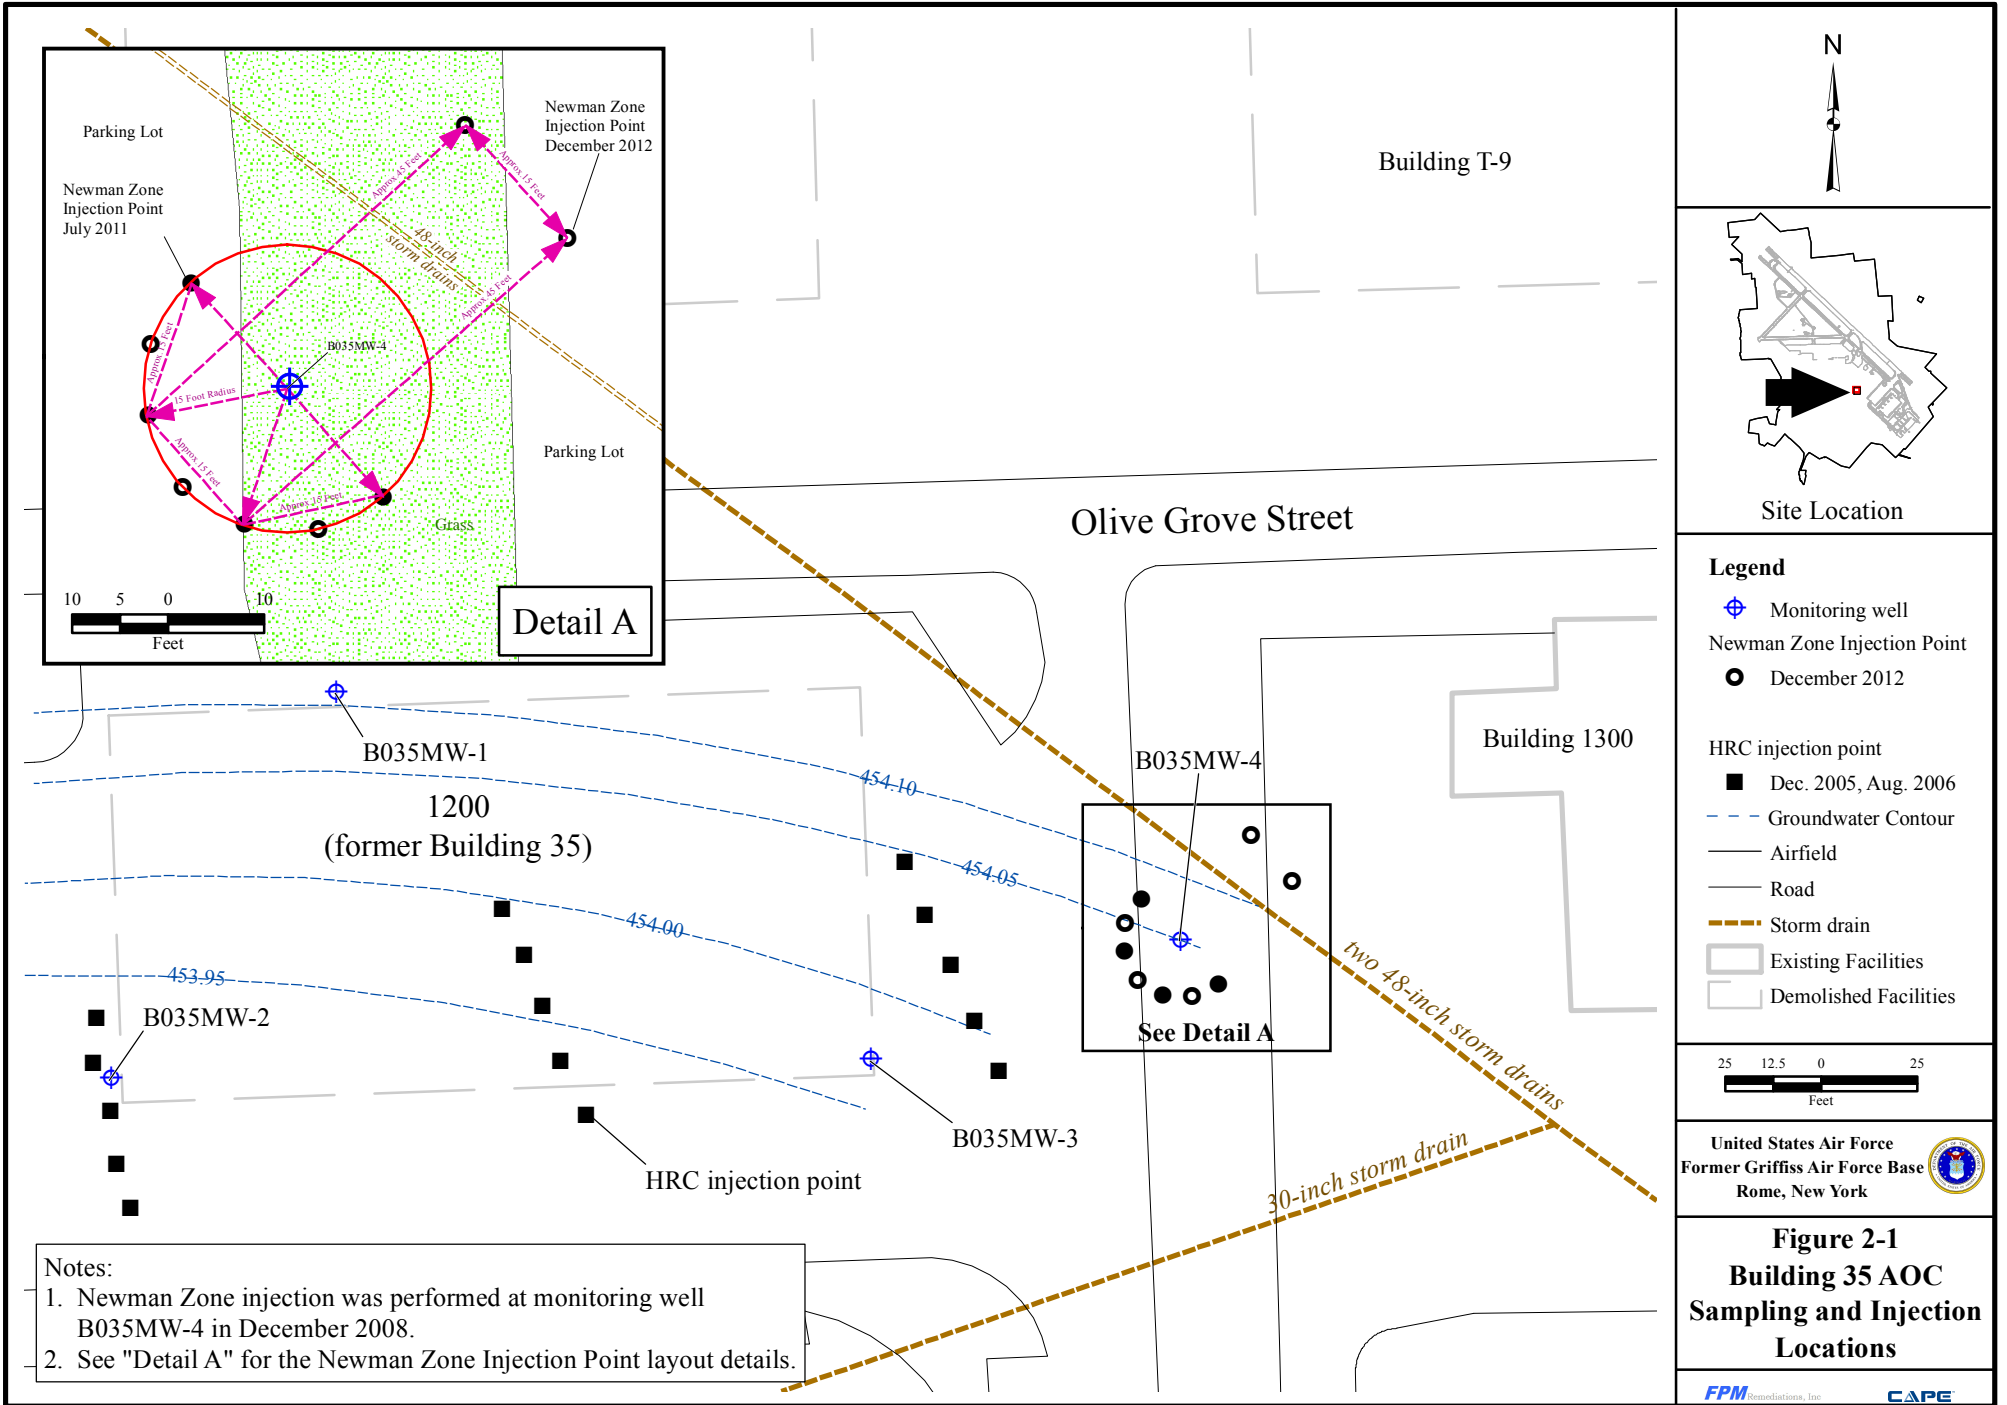 Parking Lot
Newman Zone
Injection Point
December 2012
Newman Zone
Injection Point
July 2011
Approx 45 Feet
Approx 15 Feet
48-inch
storm drains
Approx 45 Feet
Approx 15 Feet
B035MW-4
15 Foot Radius
Approx 15 Feet
Approx 15 Feet
Grass
Parking Lot
10 5 0 10
Feet
Detail A
Building T-9
Olive Grove Street
Building 1300
B035MW-1
B035MW-4
1200
(former Building 35)
454.10
454.05
454.00
453.95
B035MW-2
B035MW-3
See Detail A
two 48-inch storm drains
30-inch storm drain
HRC injection point
Notes:
1. Newman Zone injection was performed at monitoring well
B035MW-4 in December 2008.
2. See "Detail A" for the Newman Zone Injection Point layout details.
N
Site Location
Legend
Monitoring well
Newman Zone Injection Point
December 2012
HRC injection point
Dec. 2005, Aug. 2006
Groundwater Contour
Airfield
Road
Storm drain
Existing Facilities
Demolished Facilities
25 12.5 0 25
Feet
United States Air Force
Former Griffiss Air Force Base
Rome, New York
Figure 2-1
Building 35 AOC
Sampling and Injection
Locations
FPM Remediations, Inc
CAPE